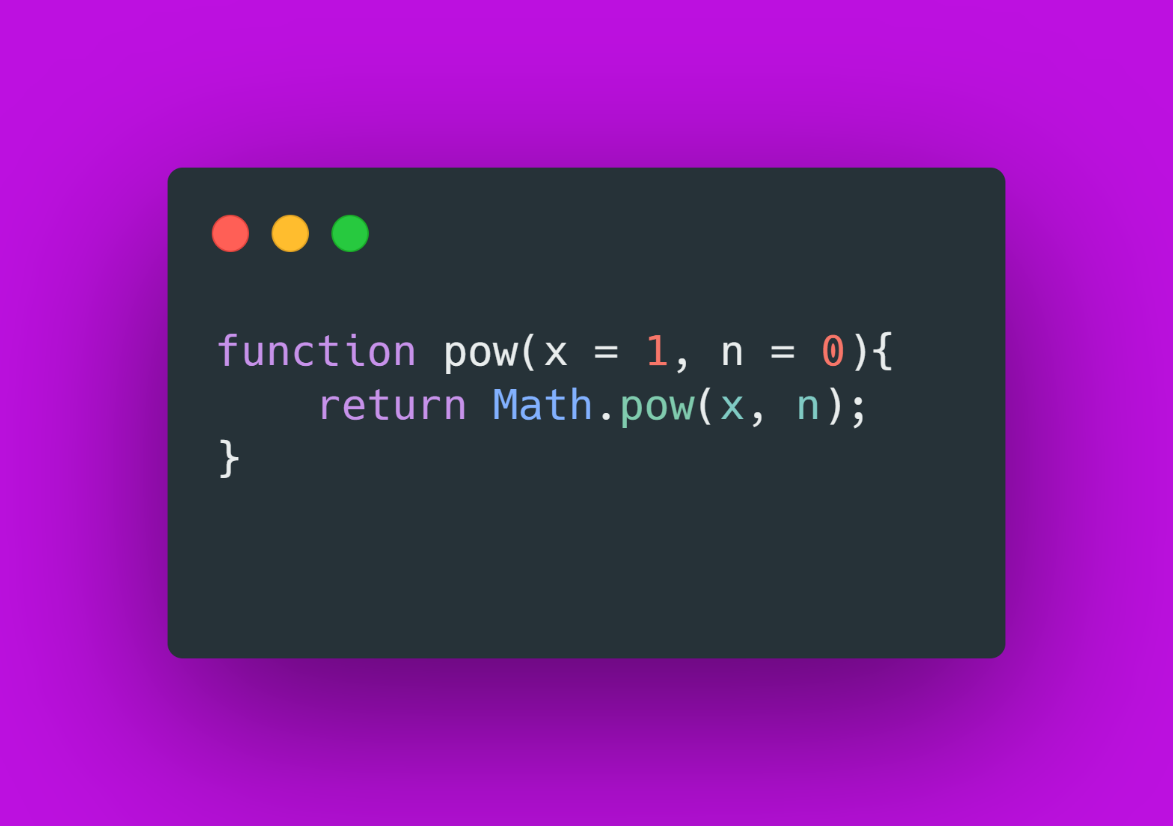 function pow(x = 1, n = 0){
    return Math.pow(x, n);
}